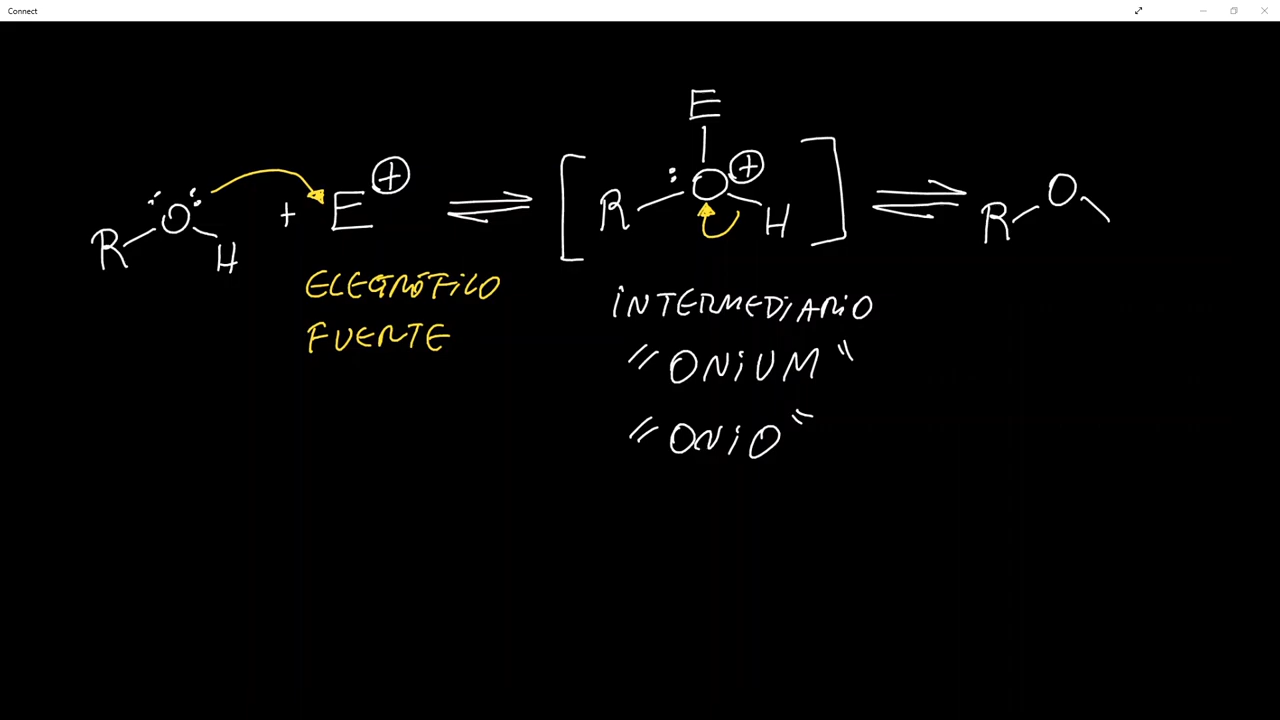 Connect
E
R O H + E + ⇌ [ R O + H ] ⇌ R O
ELECTRÓFILO
FUERTE
INTERMEDIARIO
"ONIUM"
"ONIO"